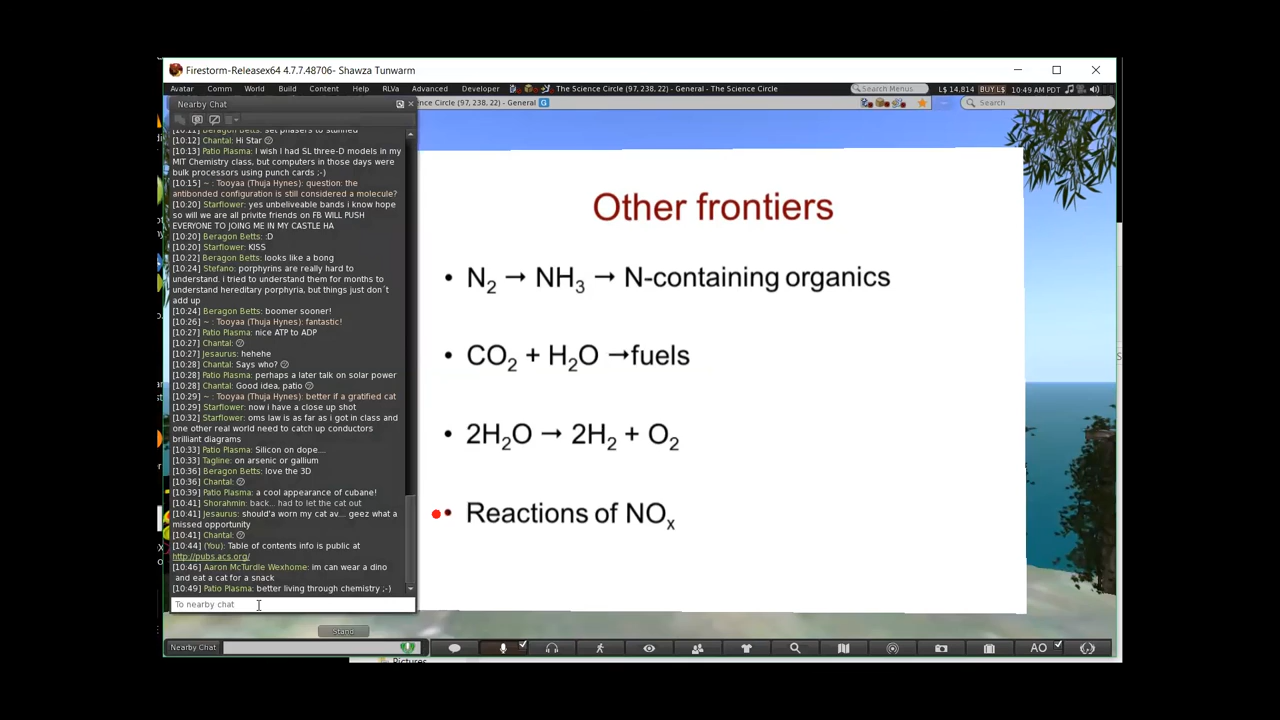 Firestorm-Releasex64 4.7.7.48706- Shawza Tunwarm
Avatar Comm World Build Content Help RLVa Advanced Developer The Science Circle (97, 238, 22) - General - The Science Circle Search Menus L$ 14,814 BUY L$ 10:49 AM PDT
Nearby Chat
nce Circle (97, 238, 22) - General
Search
Beragon Betts: set phasers to stunned
[10:12] Chantal: Hi Star
[10:13] Patio Plasma: I wish I had SL three-D models in my
MIT Chemistry class, but computers in those days were
bulk processors using punch cards ;-)
[10:15] ~ : Tooyaa (Thuja Hynes): question: the
antibonded configuration is still considered a molecule?
[10:20] Starflower: yes unbeliveable bands i know hope
so will we are all privite friends on FB WILL PUSH
EVERYONE TO JOING ME IN MY CASTLE HA
[10:20] Beragon Betts: :D
[10:20] Starflower: KISS
[10:22] Beragon Betts: looks like a bong
[10:24] Stefano: porphyrins are really hard to
understand. i tried to understand them for months to
understand hereditary porphyria, but things just don´t
add up
[10:24] Beragon Betts: boomer sooner!
[10:26] ~ : Tooyaa (Thuja Hynes): fantastic!
[10:27] Patio Plasma: nice ATP to ADP
[10:27] Chantal:
[10:27] Jesaurus: hehehe
[10:28] Chantal: Says who?
[10:28] Patio Plasma: perhaps a later talk on solar power
[10:28] Chantal: Good idea, patio
[10:29] ~ : Tooyaa (Thuja Hynes): better if a gratified cat
[10:29] Starflower: now i have a close up shot
[10:32] Starflower: oms law is as far as i got in class and
one other real world need to catch up conductors
brilliant diagrams
[10:33] Patio Plasma: Silicon on dope...
[10:33] Tagline: on arsenic or gallium
[10:36] Beragon Betts: love the 3D
[10:36] Chantal:
[10:39] Patio Plasma: a cool appearance of cubane!
[10:41] Shorahmin: back... had to let the cat out
[10:41] Jesaurus: should'a worn my cat av... geez what a
missed opportunity
[10:41] Chantal:
[10:44] (You): Table of contents info is public at
http://pubs.acs.org/
[10:46] Aaron McTurdle Wexhome: im can wear a dino
and eat a cat for a snack
[10:49] Patio Plasma: better living through chemistry ;-)
To nearby chat
Stand
Nearby Chat
AO
Pictures
Other frontiers
• N₂ → NH₃ → N-containing organics
• CO₂ + H₂O →fuels
• 2H₂O → 2H₂ + O₂
• Reactions of NOₓ